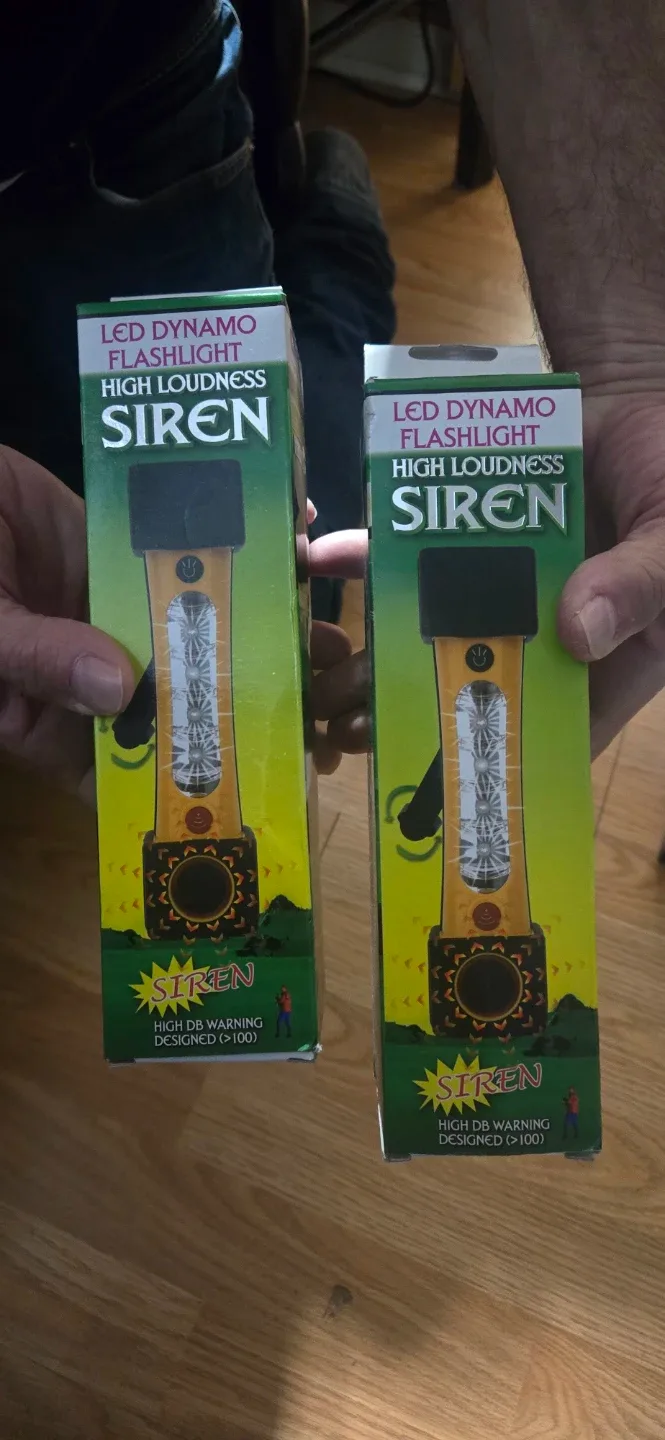 LED DYNAMO
FLASHLIGHT
HIGH LOUDNESS
SIREN
SIREN
HIGH DB WARNING
DESIGNED (>100)
LED DYNAMO
FLASHLIGHT
HIGH LOUDNESS
SIREN
SIREN
HIGH DB WARNING
DESIGNED (>100)